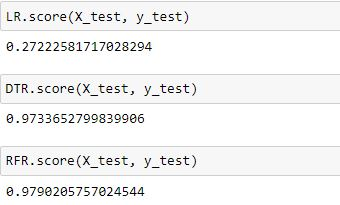 LR.score(X_test, y_test)
0.27222581717028294
DTR.score(X_test, y_test)
0.9733652799839906
RFR.score(X_test, y_test)
0.9790205757024544